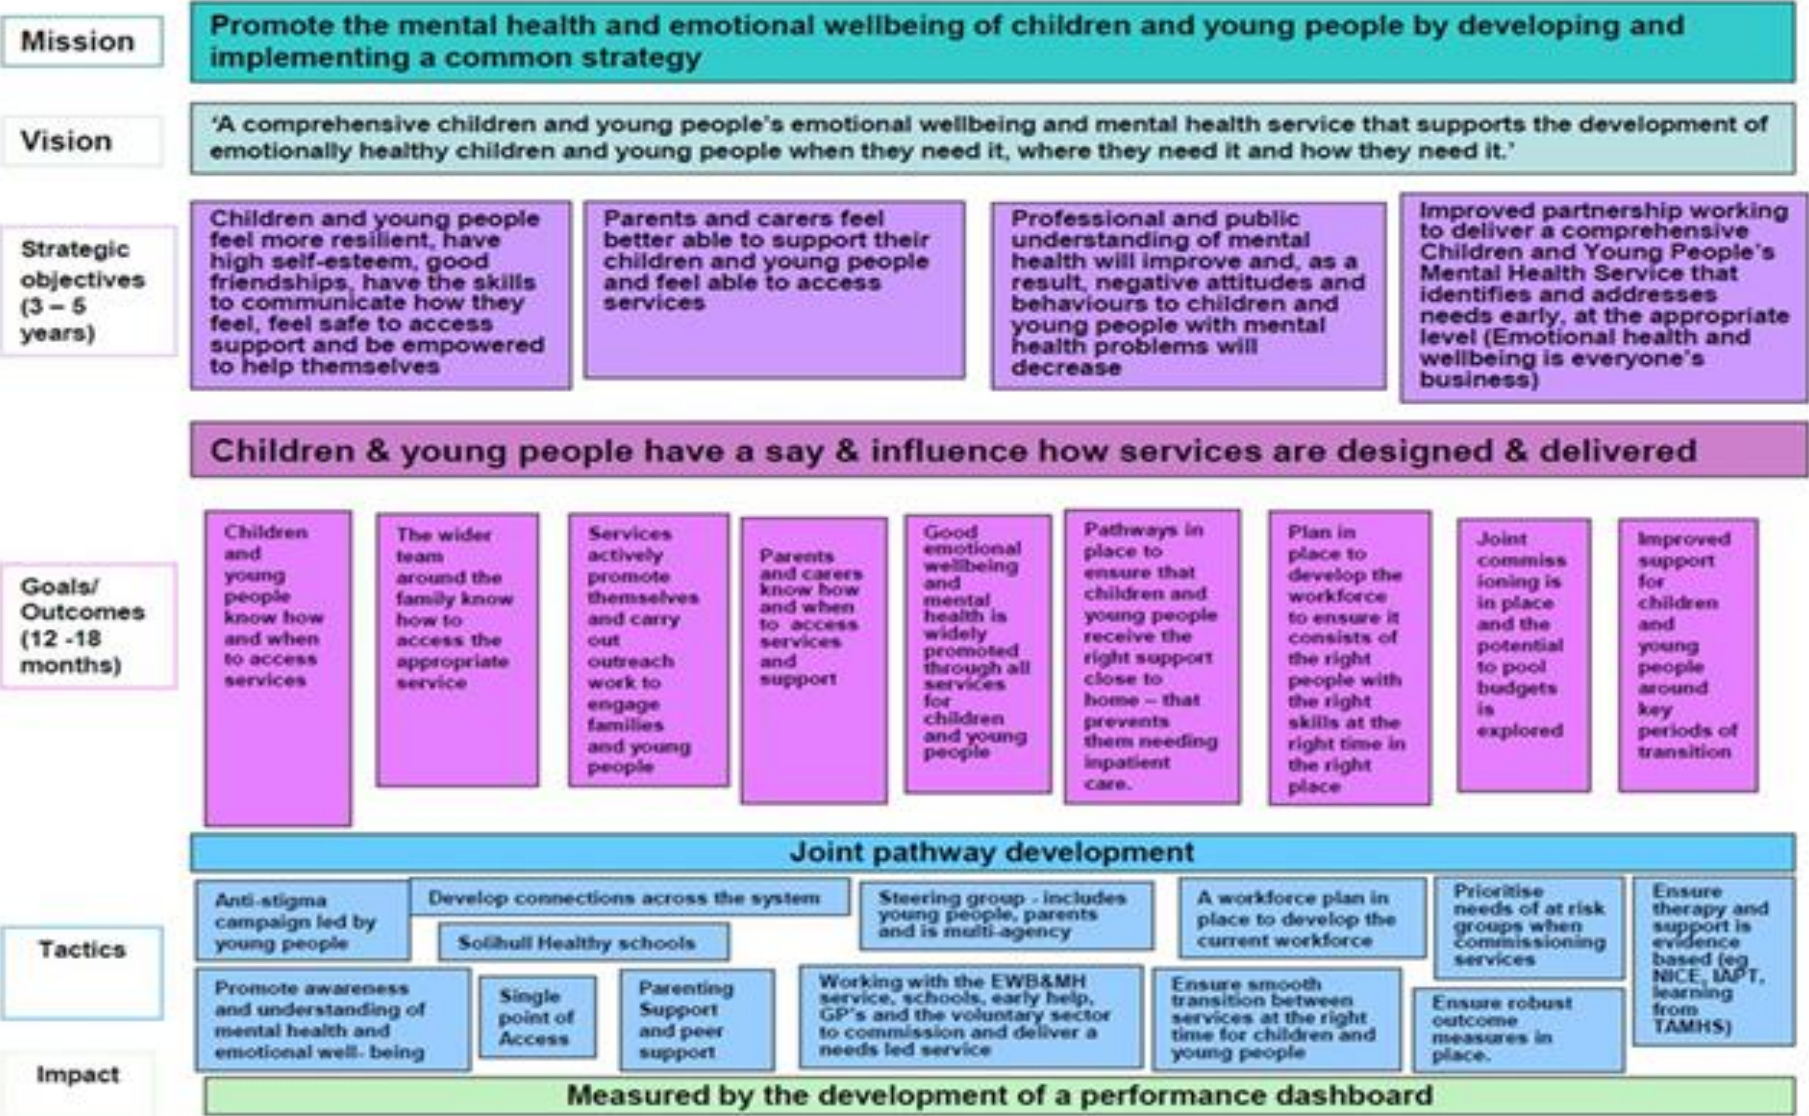 Mission
Promote the mental health and emotional wellbeing of children and young people by developing and
implementing a common strategy
Vision
'A comprehensive children and young people's emotional wellbeing and mental health service that supports the development of
emotionally healthy children and young people when they need it, where they need it and how they need it.'
Strategic
objectives
(3 – 5
years)
Children and young people
feel more resilient, have
high self-esteem, good
friendships, have the skills
to communicate how they
feel, feel safe to access
support and be empowered
to help themselves
Parents and carers feel
better able to support their
children and young people
and feel able to access
services
Professional and public
understanding of mental
health will improve and, as a
result, negative attitudes and
behaviours to children and
young people with mental
health problems will
decrease
Improved partnership working
to deliver a comprehensive
Children and Young People's
Mental Health Service that
identifies and addresses
needs early, at the appropriate
level (Emotional health and
wellbeing is everyone's
business)
Children & young people have a say & influence how services are designed & delivered
Goals/
Outcomes
(12 -18
months)
Children
and
young
people
know how
and when
to access
services
The wider
team
around the
family know
how to
access the
appropriate
service
Services
actively
promote
themselves
and carry
out
outreach
work to
engage
families
and young
people
Parents
and carers
know how
and when
to access
services
and
support
Good
emotional
wellbeing
and
mental
health is
widely
promoted
through all
services
for
children
and young
people
Pathways in
place to
ensure that
children and
young people
receive the
right support
close to
home – that
prevents
them needing
inpatient
care.
Plan in
place to
develop the
workforce
to ensure it
consists of
the right
people with
the right
skills at the
right time in
the right
place
Joint
commiss
ioning is
in place
and the
potential
to pool
budgets
is
explored
Improved
support
for
children
and
young
people
around
key
periods of
transition
Joint pathway development
Tactics
Anti-stigma
campaign led by
young people
Develop connections across the system
Solihull Healthy schools
Steering group - includes
young people, parents
and is multi-agency
A workforce plan in
place to develop the
current workforce
Prioritise
needs of at risk
groups when
commissioning
services
Ensure
therapy and
support is
evidence
based (eg
NICE, IAPT,
learning
from
TAMHS)
Promote awareness
and understanding of
mental health and
emotional well- being
Single
point of
Access
Parenting
Support
and peer
support
Working with the EWB&MH
service, schools, early help,
GP's and the voluntary sector
to commission and deliver a
needs led service
Ensure smooth
transition between
services at the right
time for children and
young people
Ensure robust
outcome
measures in
place.
Impact
Measured by the development of a performance dashboard